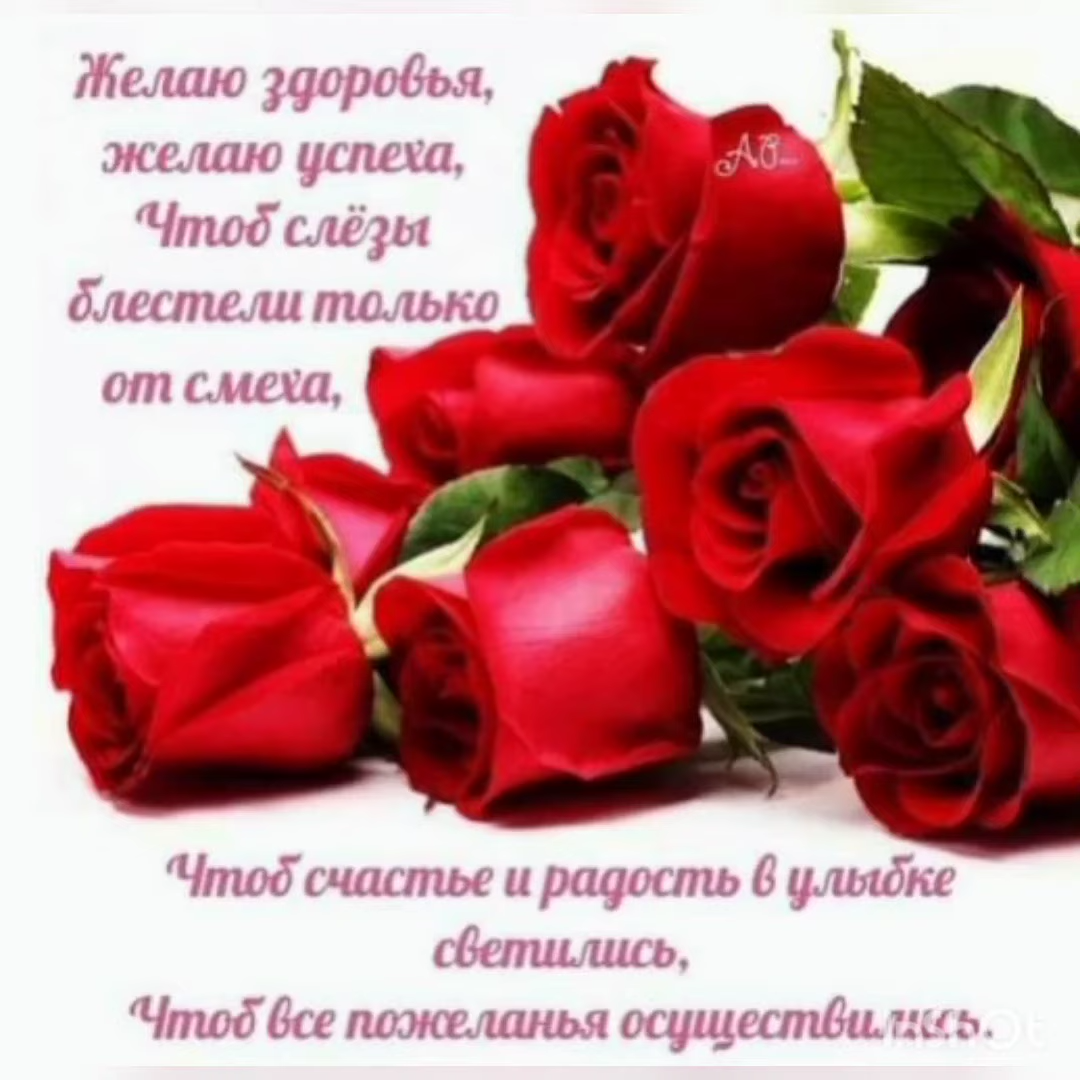 Желаю здоровья,
желаю успеха,
Чтоб слёзы
блестели только
от смеха,
Чтоб счастье и радость в улыбке
светились,
Чтоб все пожеланья осуществились.
InShOt